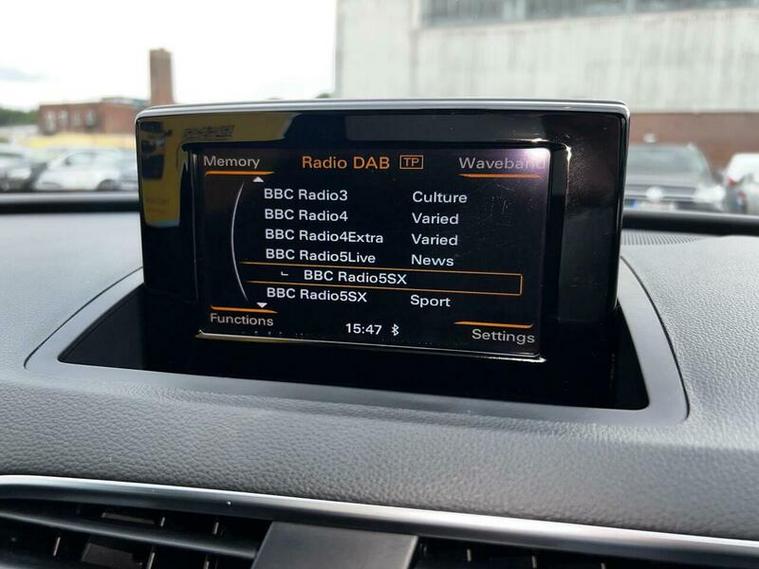 Memory Radio DAB TP Waveband
BBC Radio3 Culture
BBC Radio4 Varied
BBC Radio4Extra Varied
BBC Radio5Live News
BBC Radio5SX
BBC Radio5SX Sport
Functions 15:47 Settings